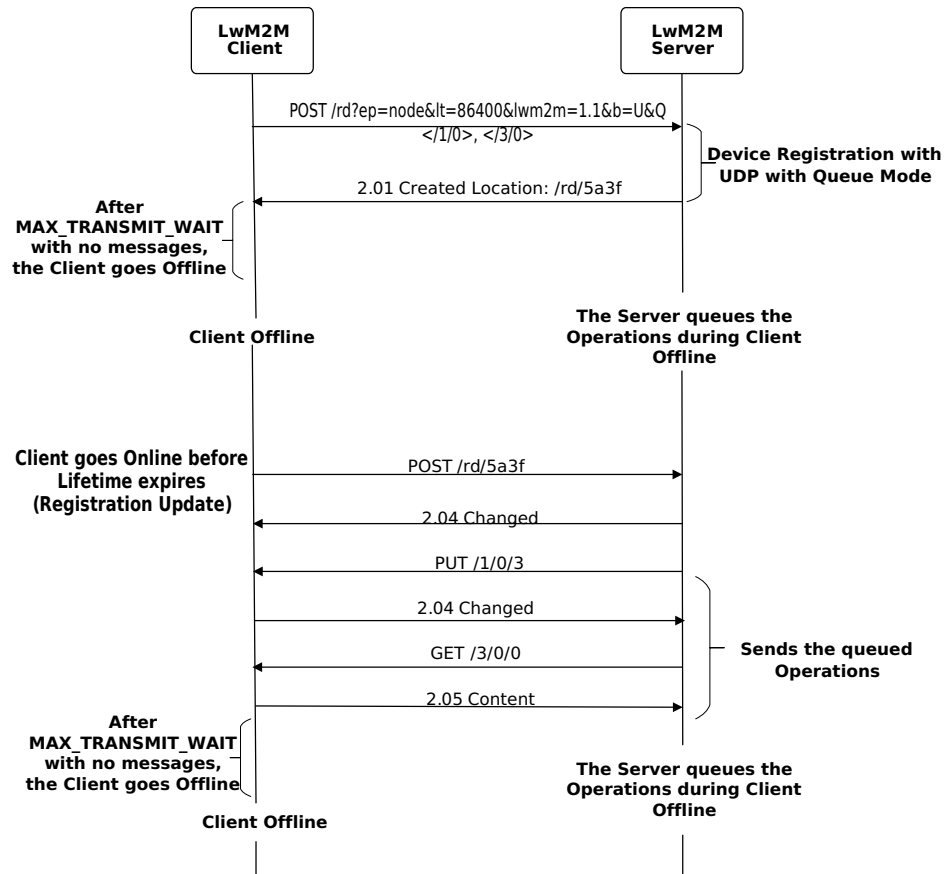 LwM2M
Client
LwM2M
Server
POST /rd?ep=node&lt=86400&lwm2m=1.1&b=U&Q
</1/0>, </3/0>
Device Registration with
UDP with Queue Mode
2.01 Created Location: /rd/5a3f
After
MAX_TRANSMIT_WAIT
with no messages,
the Client goes Offline
Client Offline
The Server queues the
Operations during Client
Offline
Client goes Online before
Lifetime expires
(Registration Update)
POST /rd/5a3f
2.04 Changed
PUT /1/0/3
2.04 Changed
GET /3/0/0
2.05 Content
Sends the queued
Operations
After
MAX_TRANSMIT_WAIT
with no messages,
the Client goes Offline
The Server queues the
Operations during Client
Offline
Client Offline